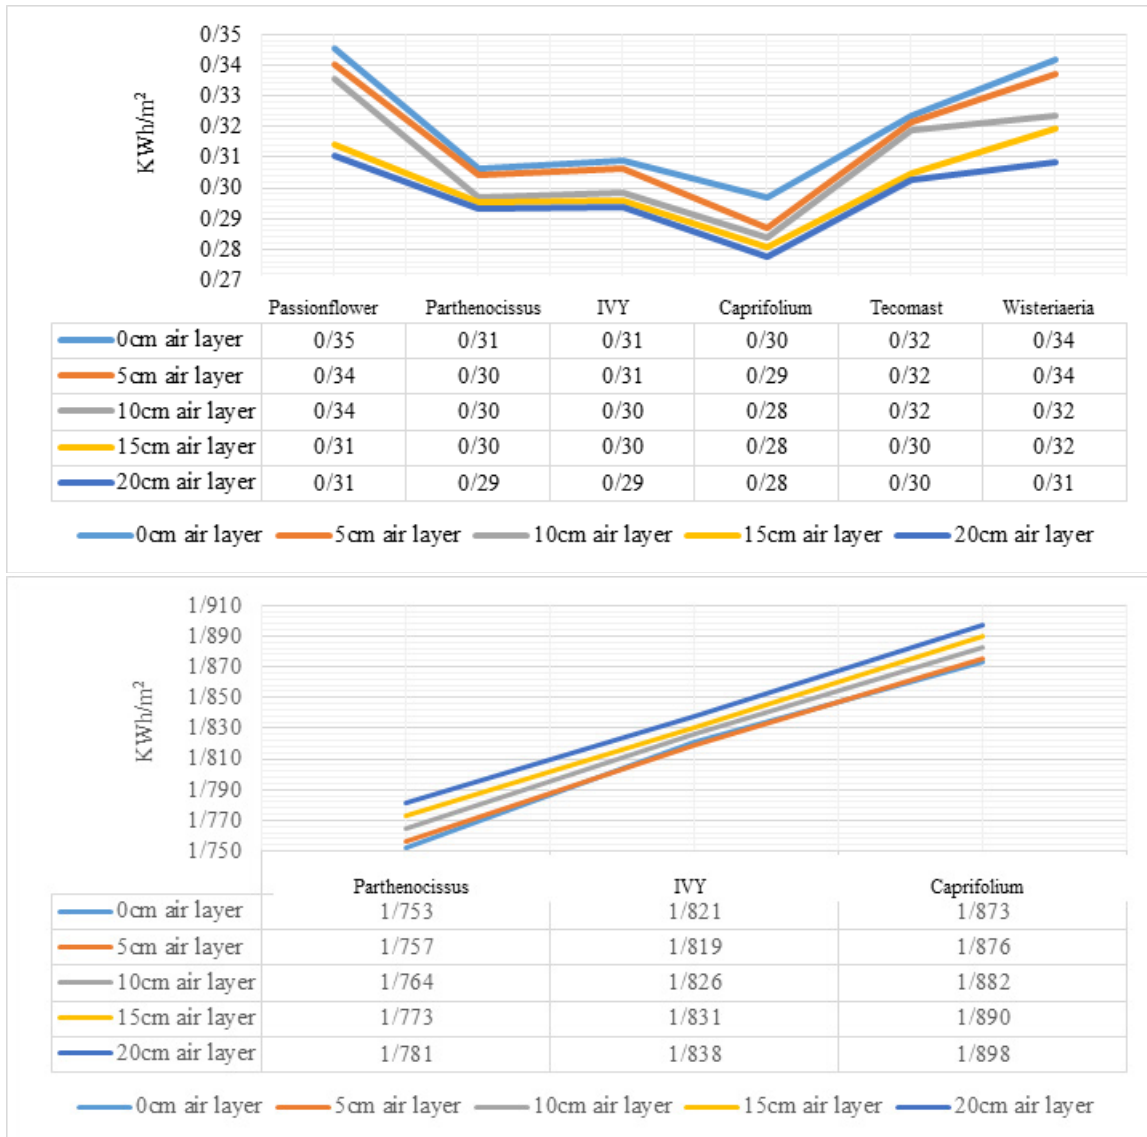 0/35
0/34
0/33
0/32
0/31
0/30
0/29
0/28
0/27
KWh/m²
Passionflower Parthenocissus IVY Caprifolium Tecomast Wisteriaeria
0cm air layer 0/35 0/31 0/31 0/30 0/32 0/34
5cm air layer 0/34 0/30 0/31 0/29 0/32 0/34
10cm air layer 0/34 0/30 0/30 0/28 0/32 0/32
15cm air layer 0/31 0/30 0/30 0/28 0/30 0/32
20cm air layer 0/31 0/29 0/29 0/28 0/30 0/31
0cm air layer 5cm air layer 10cm air layer 15cm air layer 20cm air layer
1/910
1/890
1/870
1/850
1/830
1/810
1/790
1/770
1/750
KWh/m²
Parthenocissus IVY Caprifolium
0cm air layer 1/753 1/821 1/873
5cm air layer 1/757 1/819 1/876
10cm air layer 1/764 1/826 1/882
15cm air layer 1/773 1/831 1/890
20cm air layer 1/781 1/838 1/898
0cm air layer 5cm air layer 10cm air layer 15cm air layer 20cm air layer